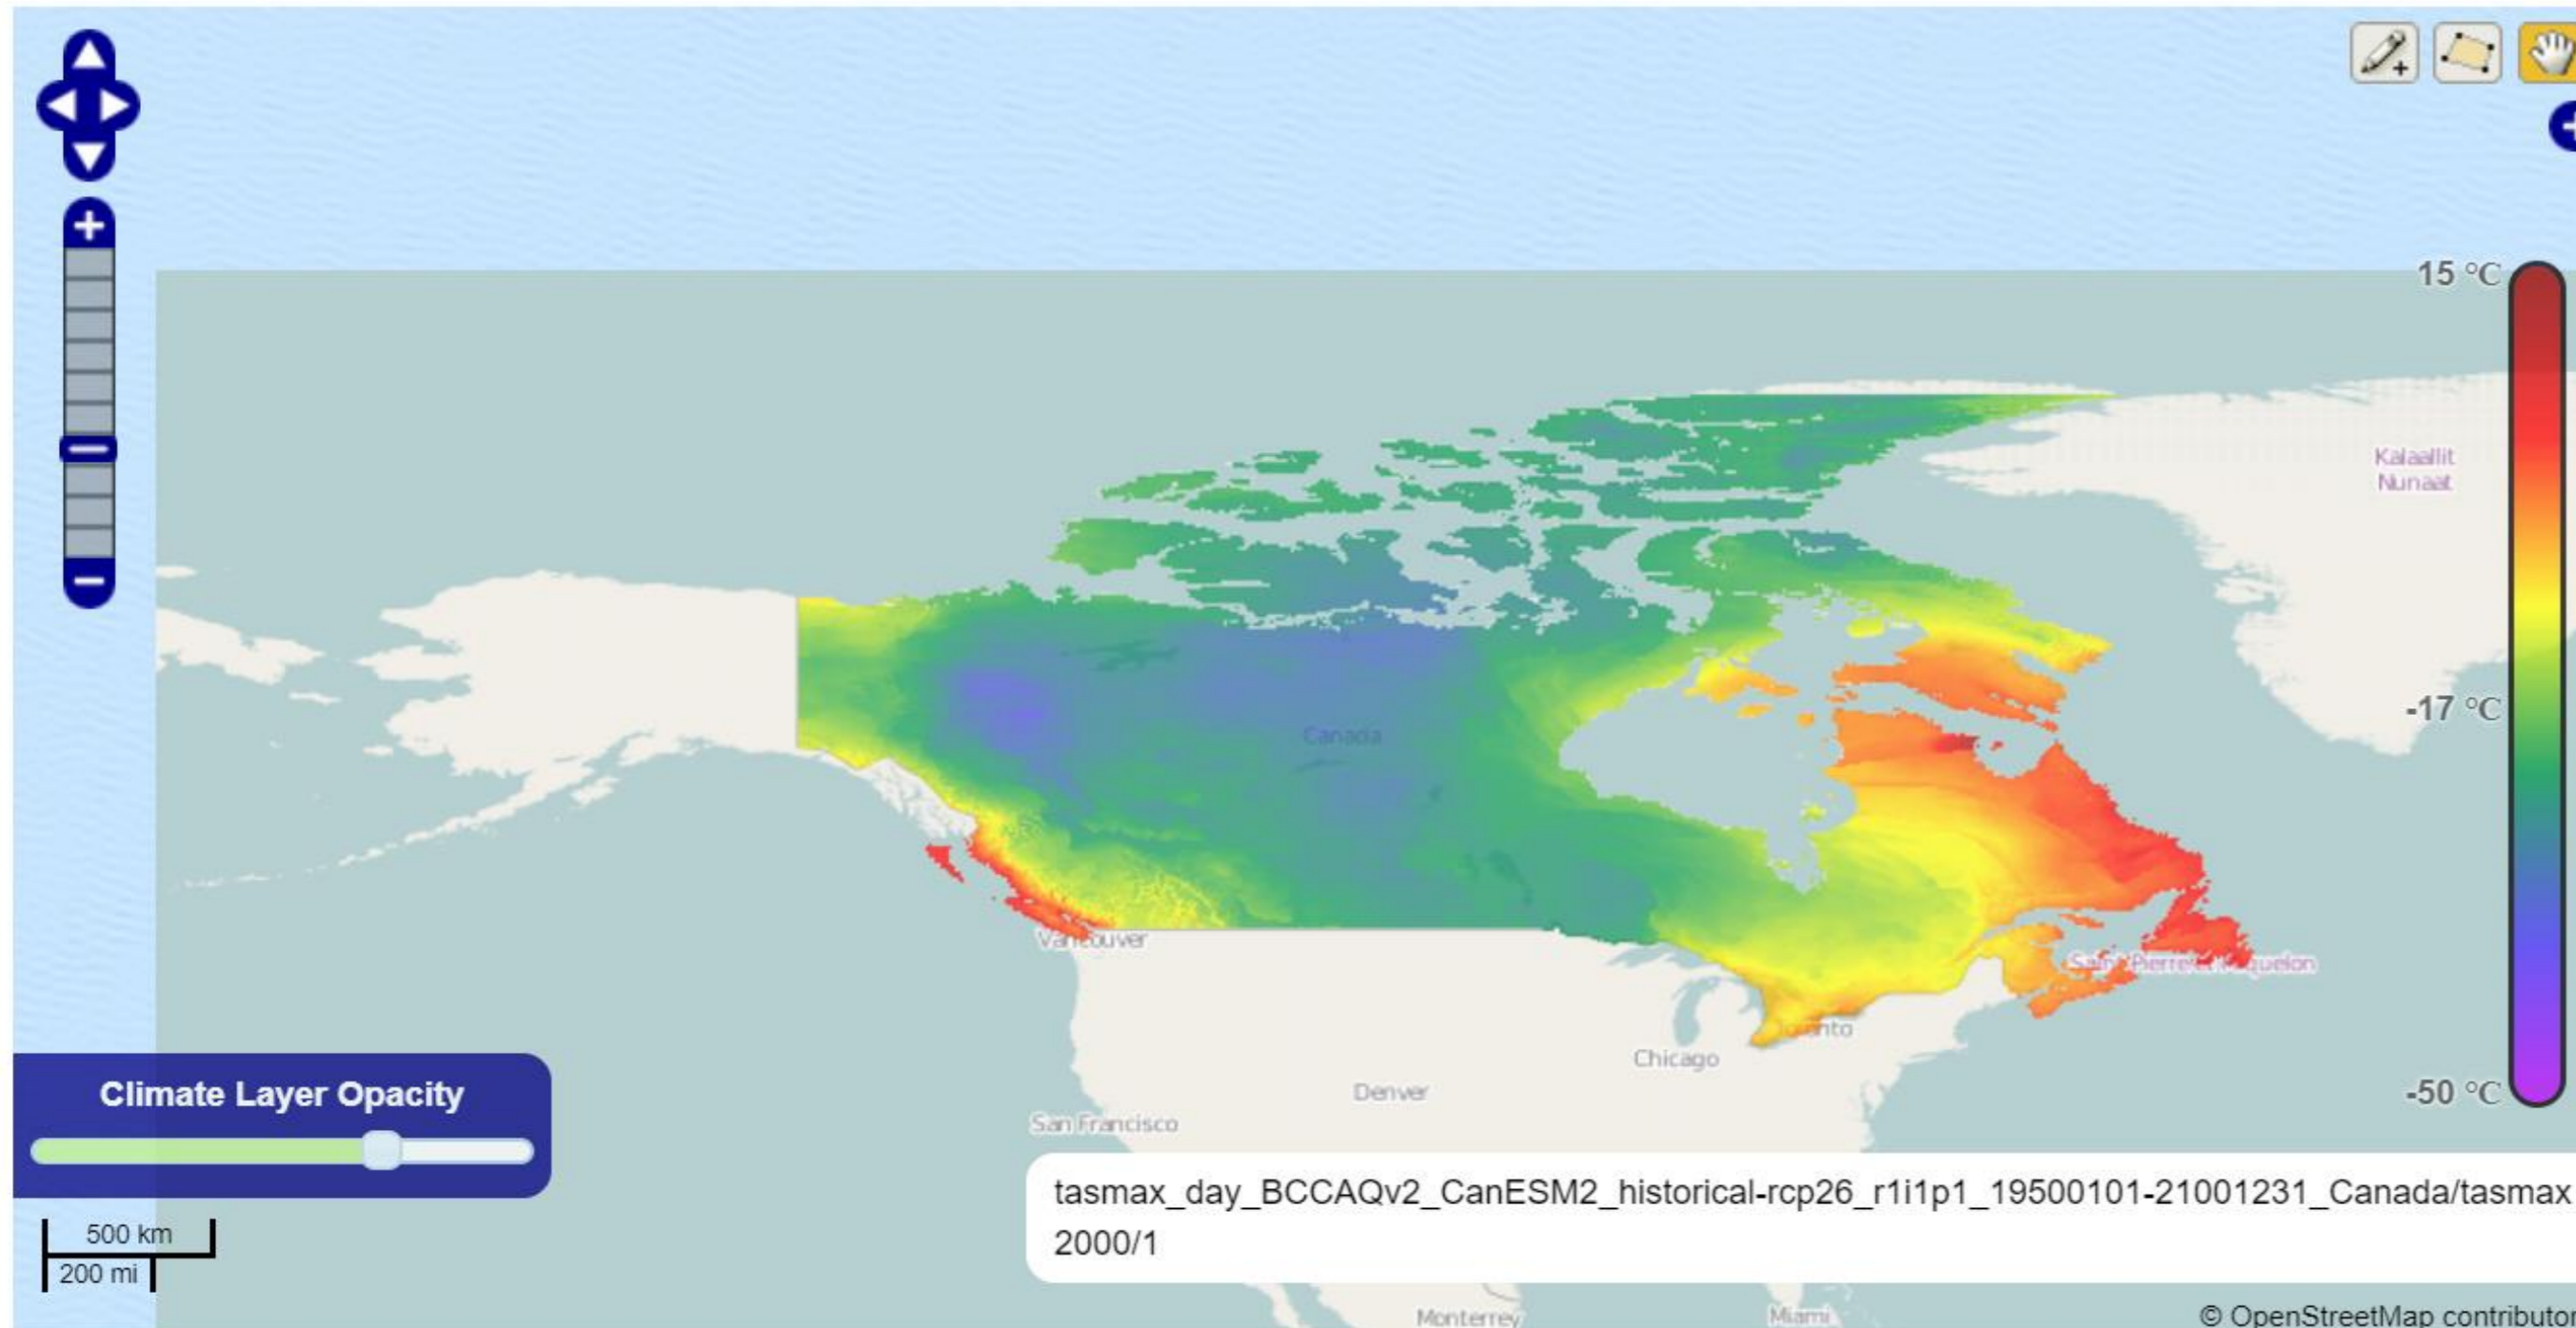 15 °C
Kalaallit
Nunaat
-17 °C
Canada
Vancouver
Toronto
Chicago
Denver
-50 °C
San Francisco
Climate Layer Opacity
tasmax_day_BCCAQv2_CanESM2_historical-rcp26_r1i1p1_19500101-21001231_Canada/tasmax
2000/1
500 km
200 mi
Monterrey
Miami
© OpenStreetMap contributor